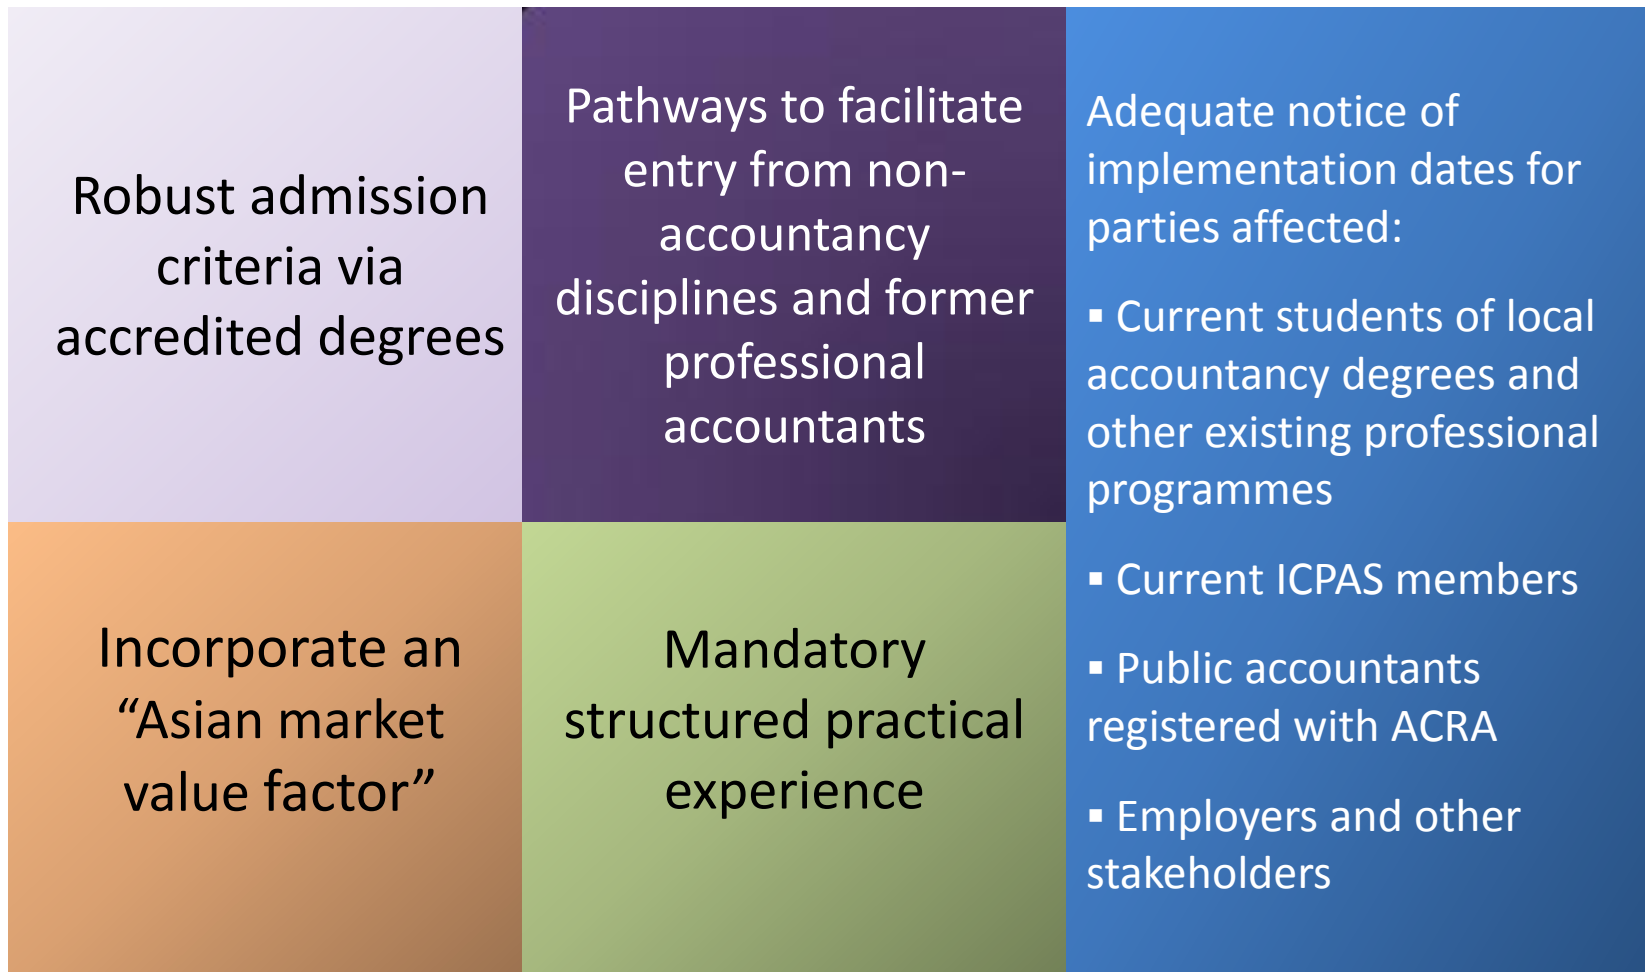 Robust admission
criteria via
accredited degrees
Pathways to facilitate
entry from non-
accountancy
disciplines and former
professional
accountants
Incorporate an
“Asian market
value factor”
Mandatory
structured practical
experience
Adequate notice of
implementation dates for
parties affected:
▪ Current students of local
accountancy degrees and
other existing professional
programmes
▪ Current ICPAS members
▪ Public accountants
registered with ACRA
▪ Employers and other
stakeholders